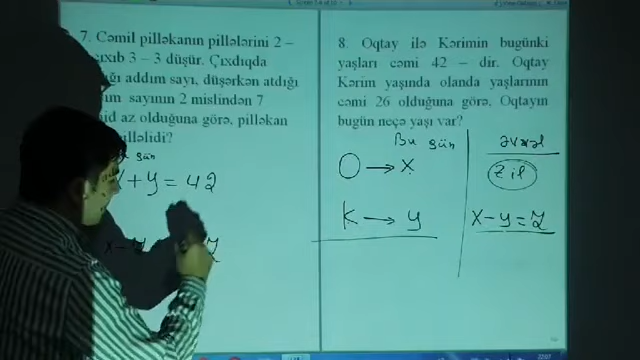 7. Cəmil pilləkanın pillələrini 2 –
çıxıb 3 – 3 düşür. Çıxdıqda
addım sayı, düşərkən atdığı
sayının 2 mislindən 7
az olduğuna görə, pilləkan
pillәlidi?
gün
x + y = 42
8. Oqtay ilə Kərimin bugünki
yaşları cəmi 42 – dir. Oqtay
Kərim yaşında olanda yaşlarının
cəmi 26 olduğuna görə, Oqtayın
bugün neçə yaşı var?
Bu gün
əvvəl
O → X
Z il
K → y
X – y = Z